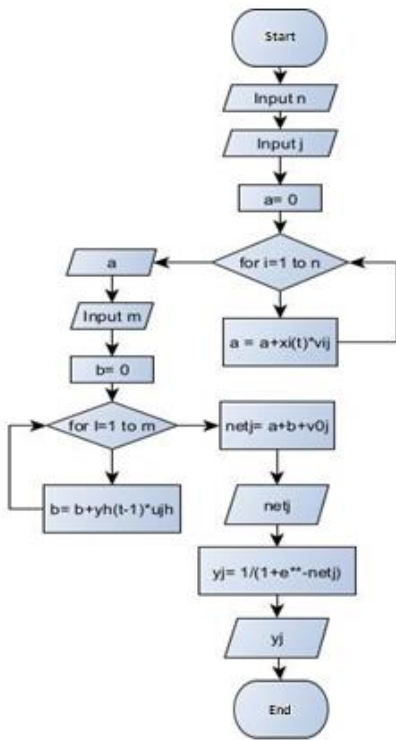 Start
Input n
Input j
a= 0
for i=1 to n
a = a+xi(t)*vij
a
Input m
b= 0
for l=1 to m
b= b+yh(t-1)*ujh
netj= a+b+v0j
netj
yj= 1/(1+e**-netj)
yj
End